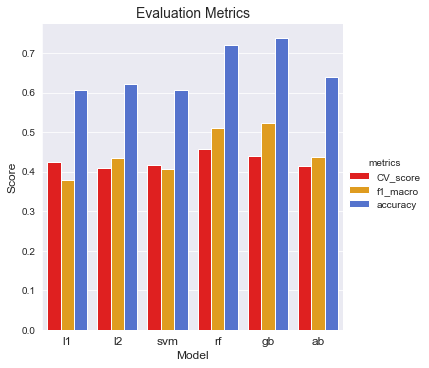 Evaluation Metrics
Score
0.7
0.6
0.5
0.4
0.3
0.2
0.1
0.0
l1 l2 svm rf gb ab
Model
metrics
CV_score
f1_macro
accuracy